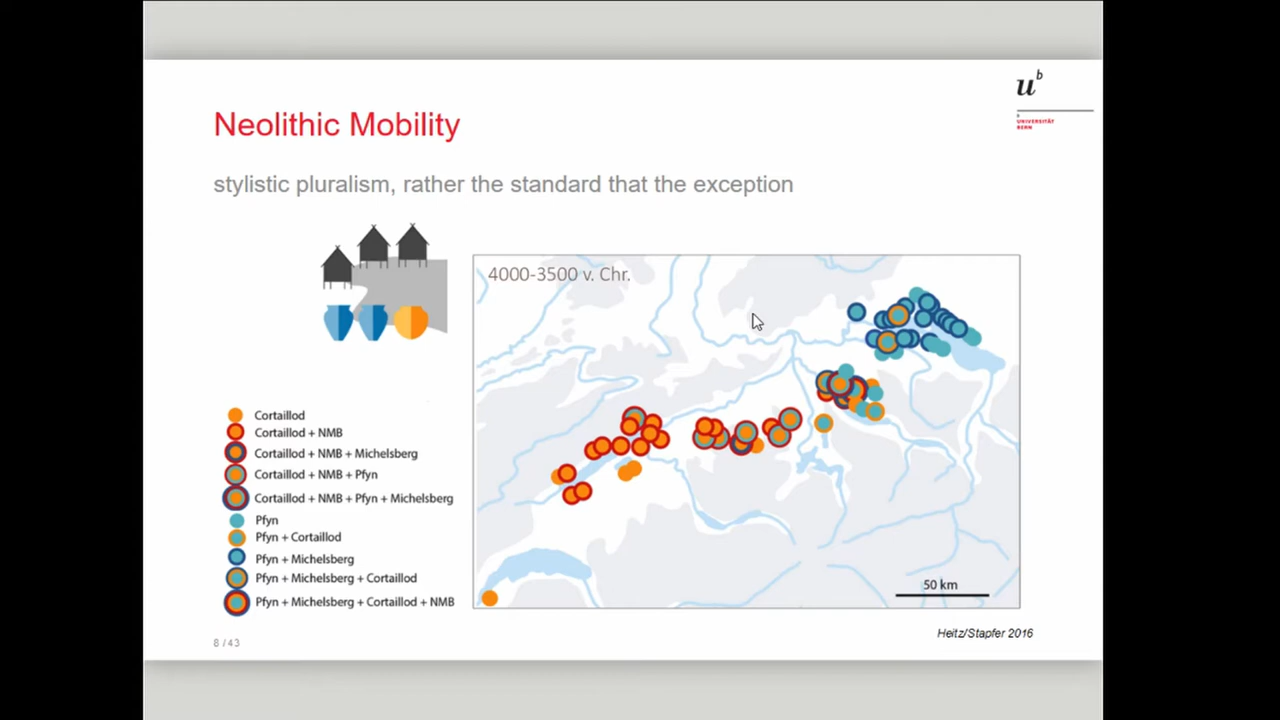 u^b
UNIVERSITÄT
BERN
Neolithic Mobility
stylistic pluralism, rather the standard that the exception
4000-3500 v. Chr.
Cortaillod
Cortaillod + NMB
Cortaillod + NMB + Michelsberg
Cortaillod + NMB + Pfyn
Cortaillod + NMB + Pfyn + Michelsberg
Pfyn
Pfyn + Cortaillod
Pfyn + Michelsberg
Pfyn + Michelsberg + Cortaillod
Pfyn + Michelsberg + Cortaillod + NMB
50 km
Heitz/Stapfer 2016
8 / 43